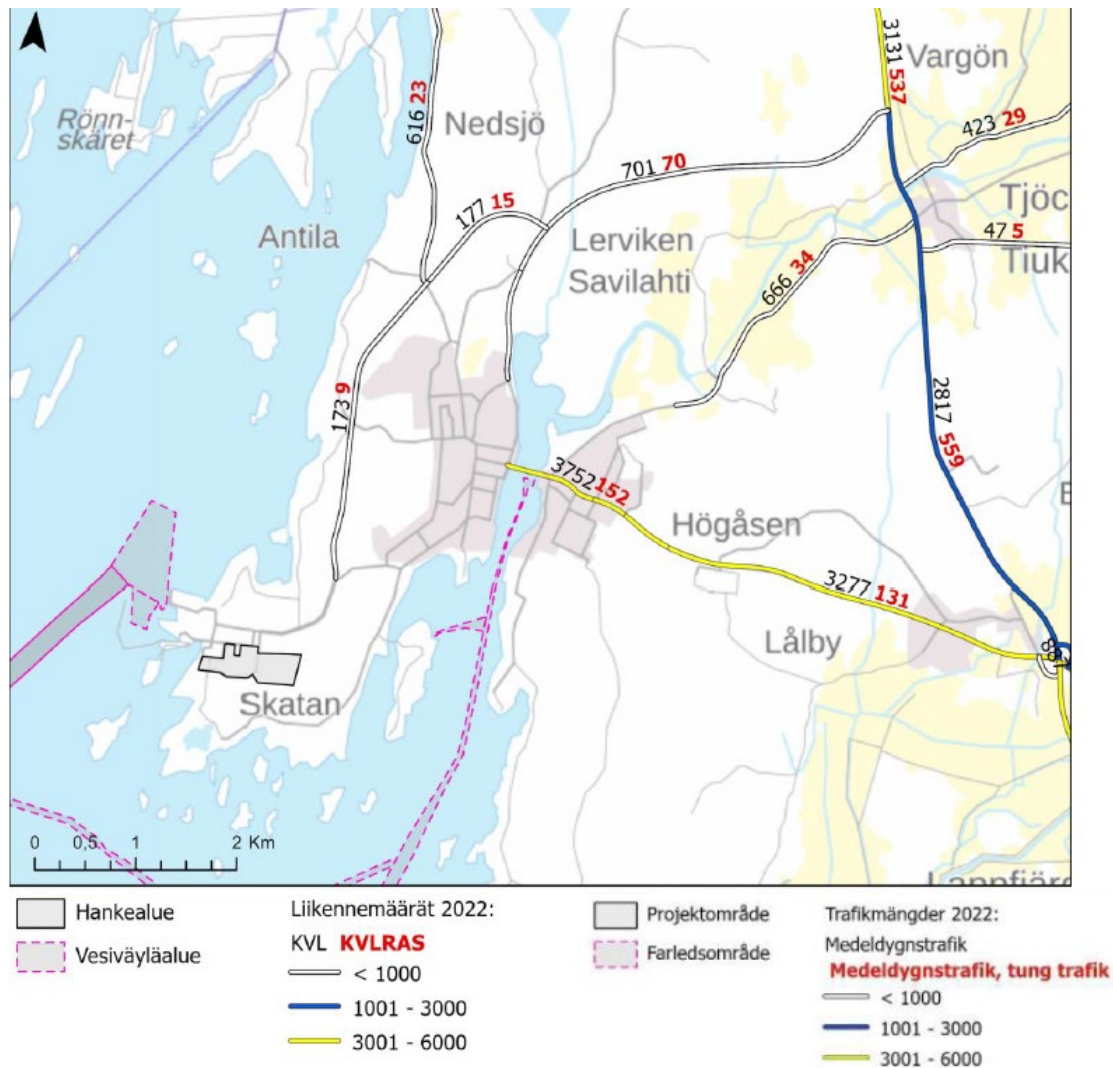 3131 537
Vargön
616 23
Nedsjö
423 29
Rönn-
skäret
701 70
177 15
Tjöc
Antila
Lerviken
Savilahti
47 5
Tiuk
666 34
173 9
2817 559
3752 152
Högåsen
3277 131
Lålby
Skatan
0 0,5 1 2 Km
Hankealue
Vesiväyläalue
Liikennemäärät 2022:
KVL KVLRAS
< 1000
1001 - 3000
3001 - 6000
Projektområde
Farledsområde
Trafikmängder 2022:
Medeldygnstrafik
Medeldygnstrafik, tung trafik
< 1000
1001 - 3000
3001 - 6000